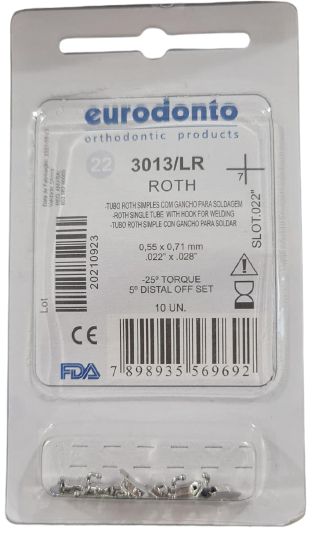 eurodonto
orthodontic products
22
3013/LR
ROTH
7
SLOT.022"
-TUBO ROTH SIMPLES COM GANCHO PARA SOLDAGEM
-ROTH SINGLE TUBE WITH HOOK FOR WELDING
-TUBO ROTH SIMPLE CON GANCHO PARA SOLDAR
0,55 x 0,71 mm
.022" x .028"
-25º TORQUE
5º DISTAL OFF SET
10 UN.
Lot
20210923
CE
FDA
7 898935 569692